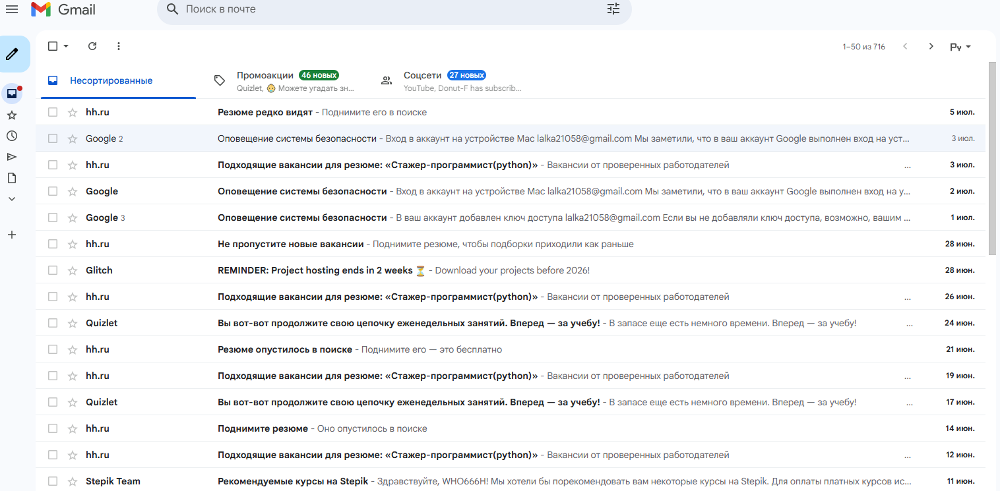 Gmail
Поиск в почте
1–50 из 716
Ру
Несортированные
Промоакции 46 новых
Quizlet, 👶 Можете угадать зн...
Соцсети 27 новых
YouTube, Donut-F has subscrib...
hh.ru Резюме редко видят - Поднимите его в поиске 5 июл.
Google 2 Оповещение системы безопасности - Вход в аккаунт на устройстве Mac lalka21058@gmail.com Мы заметили, что в ваш аккаунт Google выполнен вход на уст... 3 июл.
hh.ru Подходящие вакансии для резюме: «Стажер-программист(python)» - Вакансии от проверенных работодателей ... 3 июл.
Google Оповещение системы безопасности - Вход в аккаунт на устройстве Mac lalka21058@gmail.com Мы заметили, что в ваш аккаунт Google выполнен вход на у... 2 июл.
Google 3 Оповещение системы безопасности - В ваш аккаунт добавлен ключ доступа lalka21058@gmail.com Если вы не добавляли ключ доступа, возможно, вашим ... 1 июл.
hh.ru Не пропустите новые вакансии - Поднимите резюме, чтобы подборки приходили как раньше 28 июн.
Glitch REMINDER: Project hosting ends in 2 weeks ⏳ - Download your projects before 2026! 28 июн.
hh.ru Подходящие вакансии для резюме: «Стажер-программист(python)» - Вакансии от проверенных работодателей ... 26 июн.
Quizlet Вы вот-вот продолжите свою цепочку еженедельных занятий. Вперед — за учебу! - В запасе еще есть немного времени. Вперед — за учебу! ... 24 июн.
hh.ru Резюме опустилось в поиске - Поднимите его — это бесплатно 21 июн.
hh.ru Подходящие вакансии для резюме: «Стажер-программист(python)» - Вакансии от проверенных работодателей ... 19 июн.
Quizlet Вы вот-вот продолжите свою цепочку еженедельных занятий. Вперед — за учебу! - В запасе еще есть немного времени. Вперед — за учебу! ... 17 июн.
hh.ru Поднимите резюме - Оно опустилось в поиске 14 июн.
hh.ru Подходящие вакансии для резюме: «Стажер-программист(python)» - Вакансии от проверенных работодателей ... 12 июн.
Stepik Team Рекомендуемые курсы на Stepik - Здравствуйте, WHO666H! Мы хотели бы порекомендовать вам некоторые курсы на Stepik. Для оплаты платных курсов ис... 11 июн.